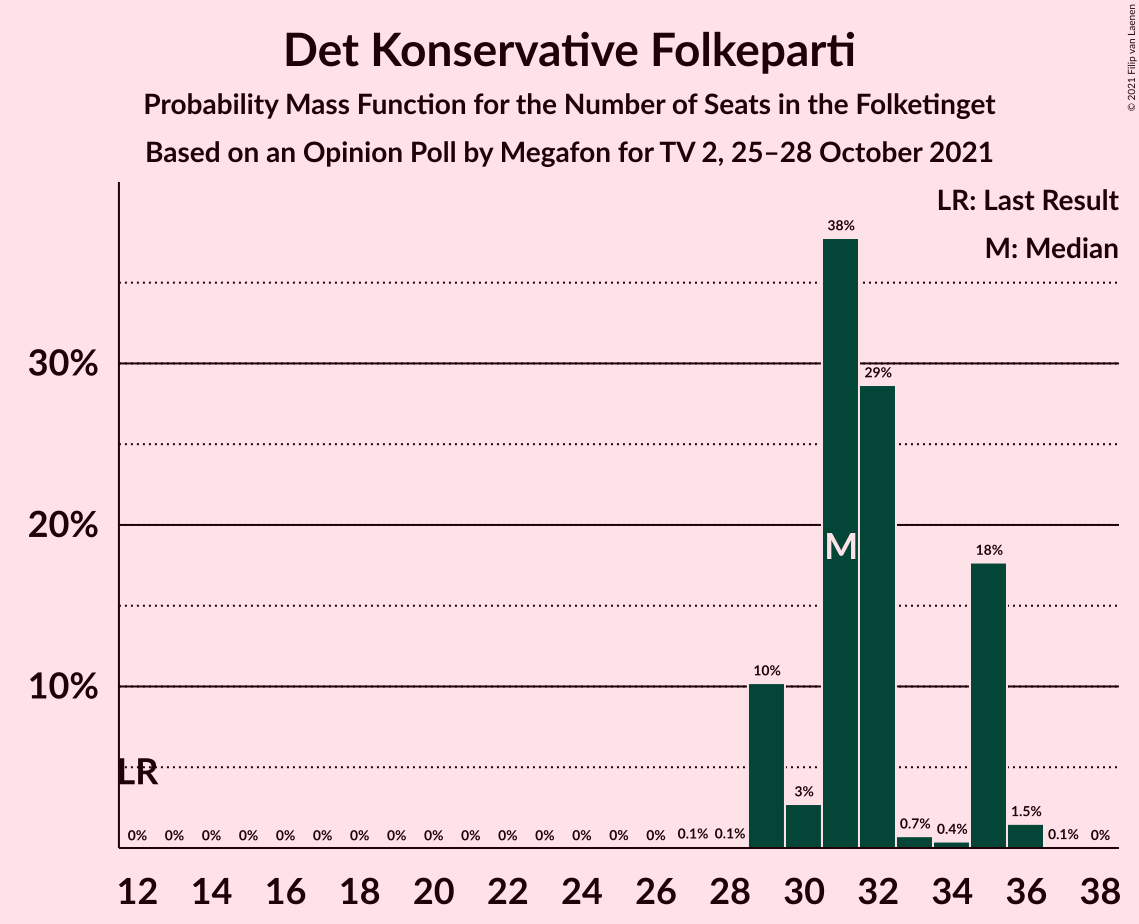 Det Konservative Folkeparti
Probability Mass Function for the Number of Seats in the Folketinget
Based on an Opinion Poll by Megafon for TV 2, 25–28 October 2021
© 2021 Filip van Laenen
LR: Last Result
M: Median
38%
30%
29%
20%
M
18%
10%
10%
LR
3%
1.5%
0% 0% 0% 0% 0% 0% 0% 0% 0% 0% 0% 0% 0% 0% 0% 0.1% 0.1% 0.7% 0.4% 0.1% 0%
12 14 16 18 20 22 24 26 28 30 32 34 36 38